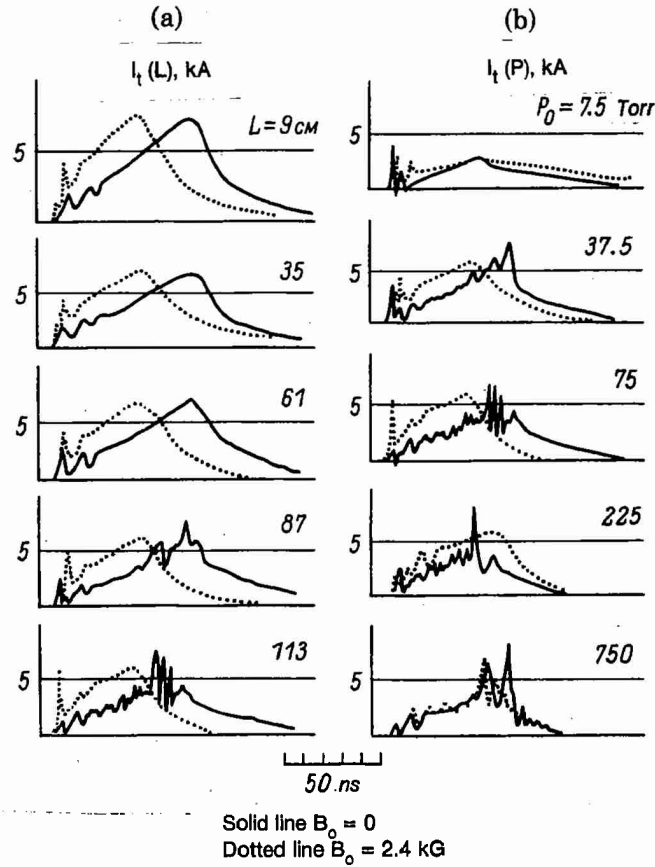 (a)
I_t (L), kA
L=9 см
5
35
5
61
5
87
5
113
5
(b)
I_t (P), kA
P_0 = 7.5 Torr
5
37.5
5
75
5
225
5
750
5
50 ns
Solid line B_o = 0
Dotted line B_o = 2.4 kG